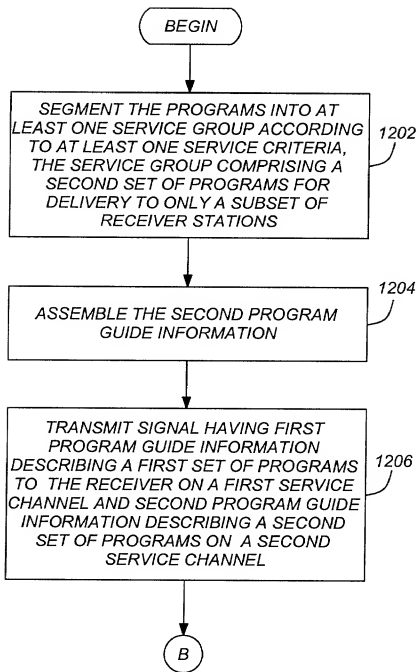 BEGIN
SEGMENT THE PROGRAMS INTO AT
LEAST ONE SERVICE GROUP ACCORDING
TO AT LEAST ONE SERVICE CRITERIA,
THE SERVICE GROUP COMPRISING A
SECOND SET OF PROGRAMS FOR
DELIVERY TO ONLY A SUBSET OF
RECEIVER STATIONS
1202
ASSEMBLE THE SECOND PROGRAM
GUIDE INFORMATION
1204
TRANSMIT SIGNAL HAVING FIRST
PROGRAM GUIDE INFORMATION
DESCRIBING A FIRST SET OF PROGRAMS
TO THE RECEIVER ON A FIRST SERVICE
CHANNEL AND SECOND PROGRAM GUIDE
INFORMATION DESCRIBING A SECOND
SET OF PROGRAMS ON A SECOND
SERVICE CHANNEL
1206
B